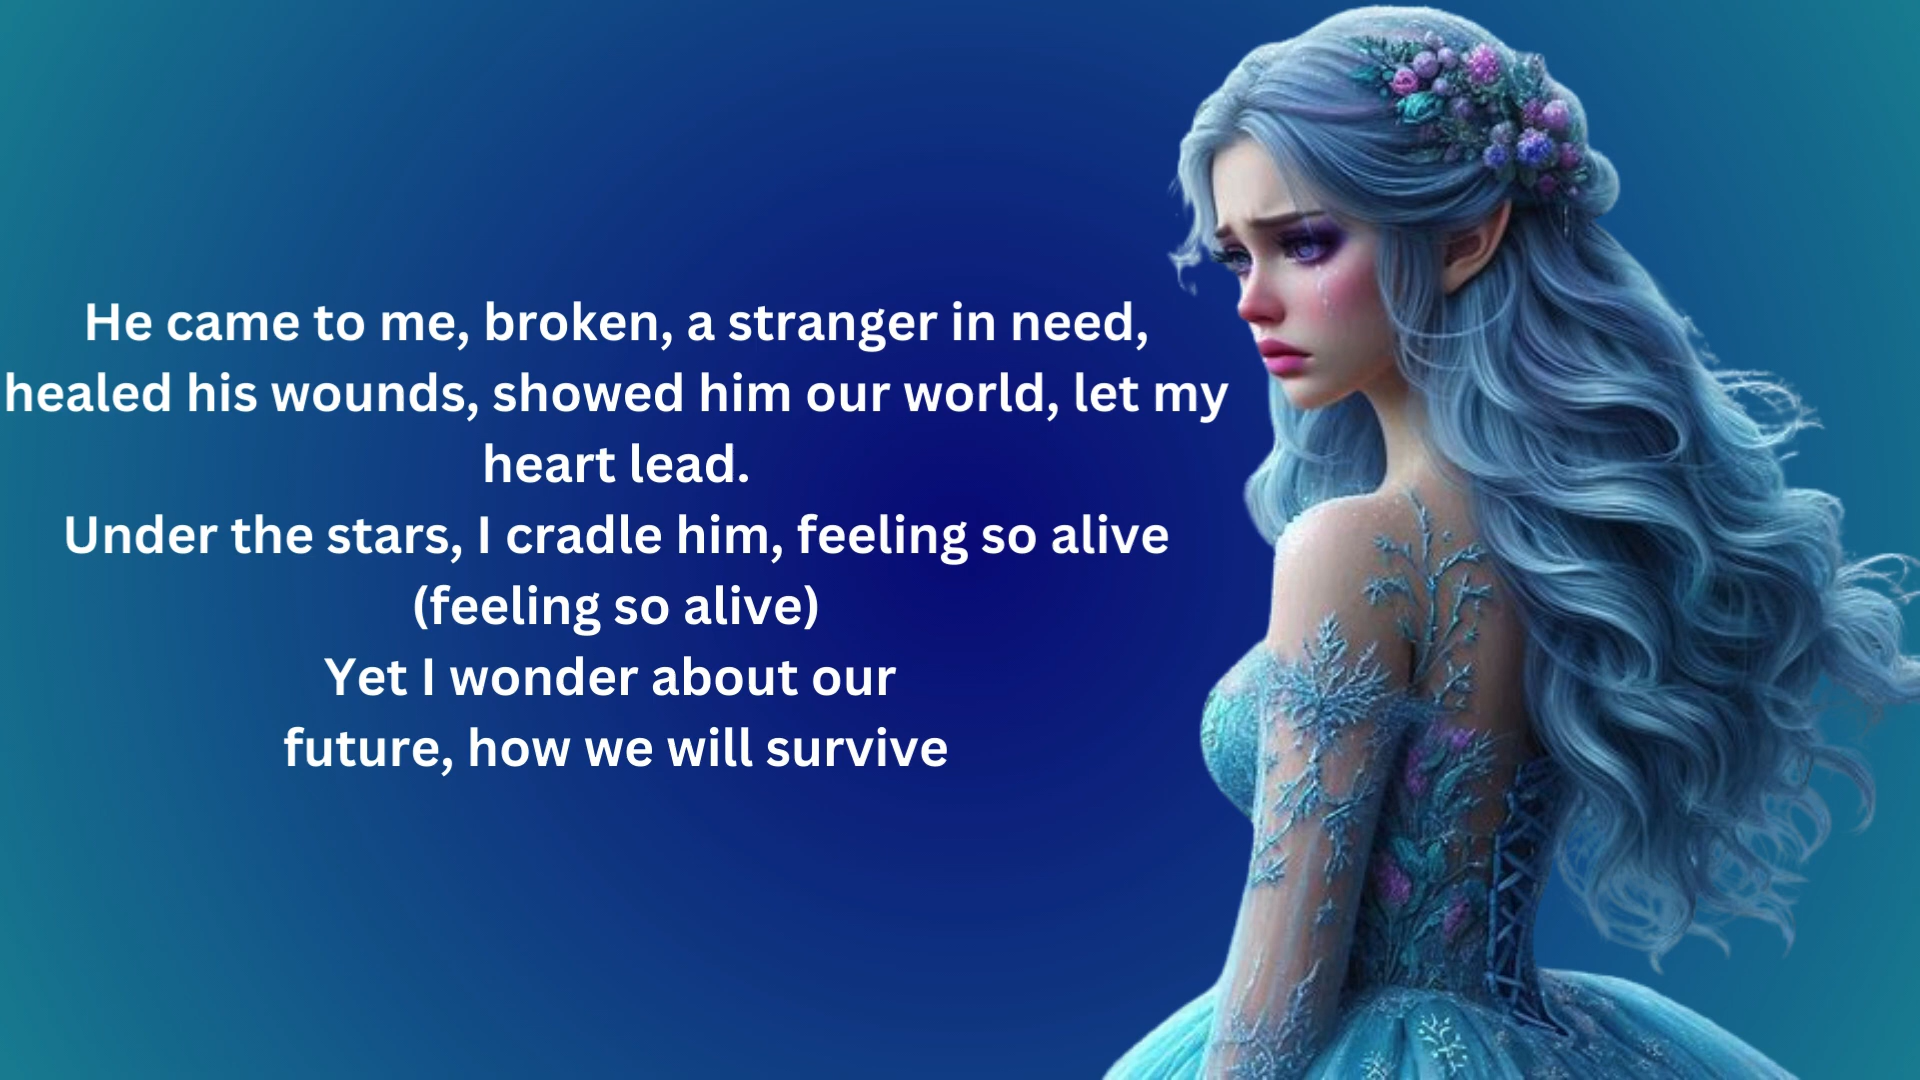 He came to me, broken, a stranger in need,
healed his wounds, showed him our world, let my
heart lead.
Under the stars, I cradle him, feeling so alive
(feeling so alive)
Yet I wonder about our
future, how we will survive